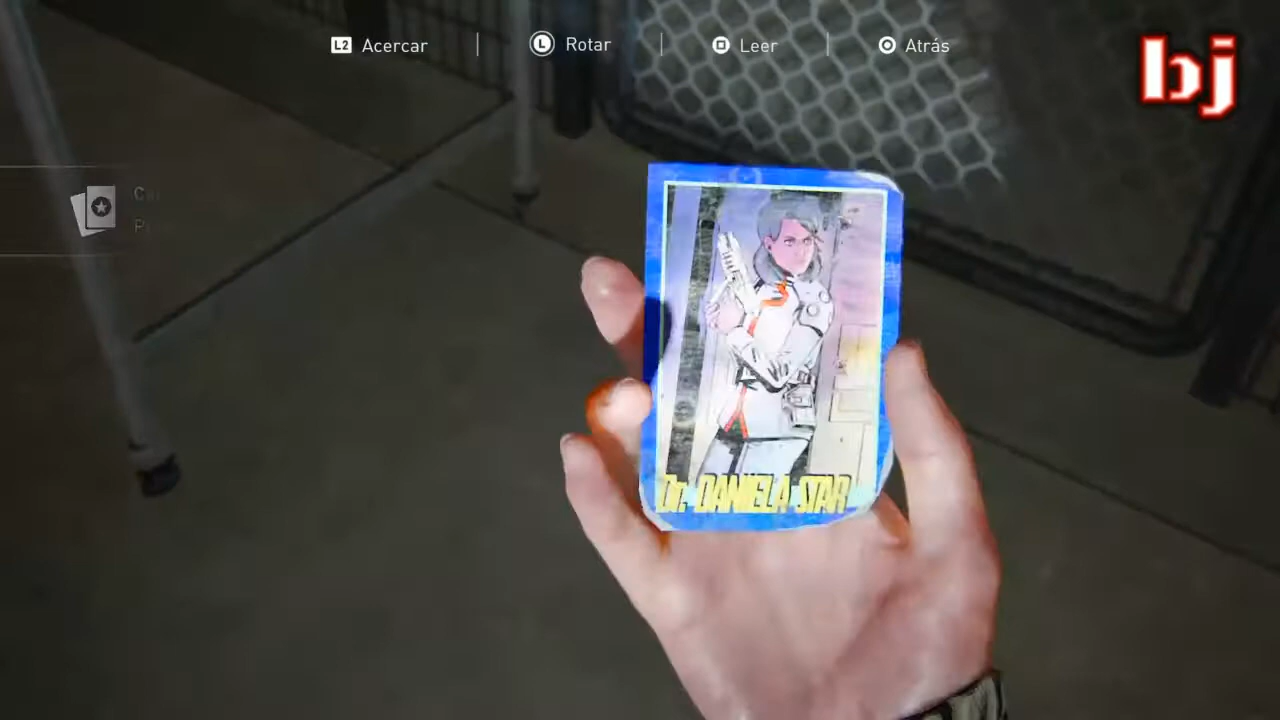 L2 Acercar
L Rotar
Leer
Atrás
bj
Dr. DANIELA STAR